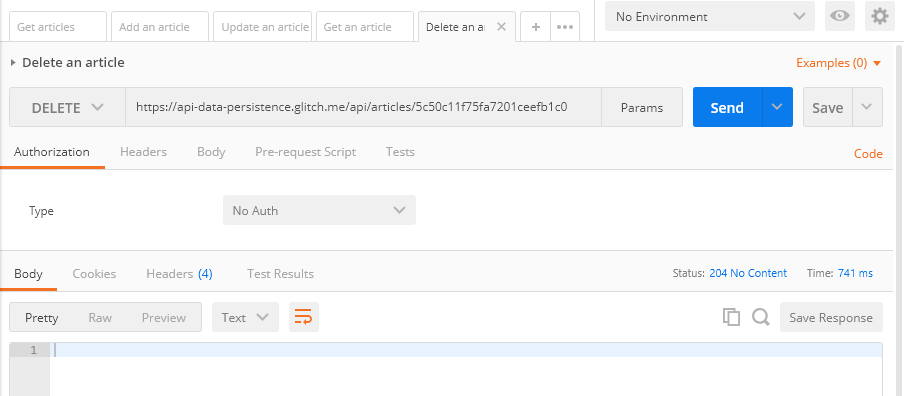 Get articles Add an article Update an article Get an article Delete an a No Environment
Delete an article Examples (0)
DELETE https://api-data-persistence.glitch.me/api/articles/5c50c11f75fa7201ceefb1c0 Params Send Save
Authorization Headers Body Pre-request Script Tests Code
Type No Auth
Body Cookies Headers (4) Test Results Status: 204 No Content Time: 741 ms
Pretty Raw Preview Text Save Response
1